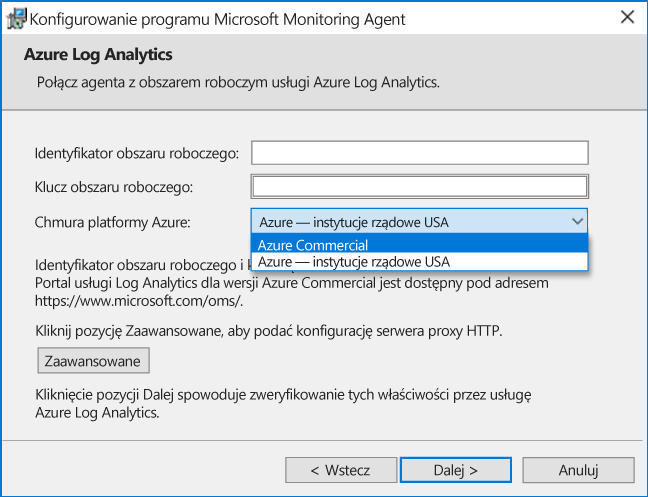 Konfigurowanie programu Microsoft Monitoring Agent
Azure Log Analytics
Połącz agenta z obszarem roboczym usługi Azure Log Analytics.
Identyfikator obszaru roboczego:
Klucz obszaru roboczego:
Chmura platformy Azure:
Azure — instytucje rządowe USA
Azure Commercial
Azure — instytucje rządowe USA
Identyfikator obszaru roboczego i
Portal usługi Log Analytics dla wersji Azure Commercial jest dostępny pod adresem
https://www.microsoft.com/oms/.
Kliknij pozycję Zaawansowane, aby podać konfigurację serwera proxy HTTP.
Zaawansowane
Kliknięcie pozycji Dalej spowoduje zweryfikowanie tych właściwości przez usługę
Azure Log Analytics.
< Wstecz
Dalej >
Anuluj